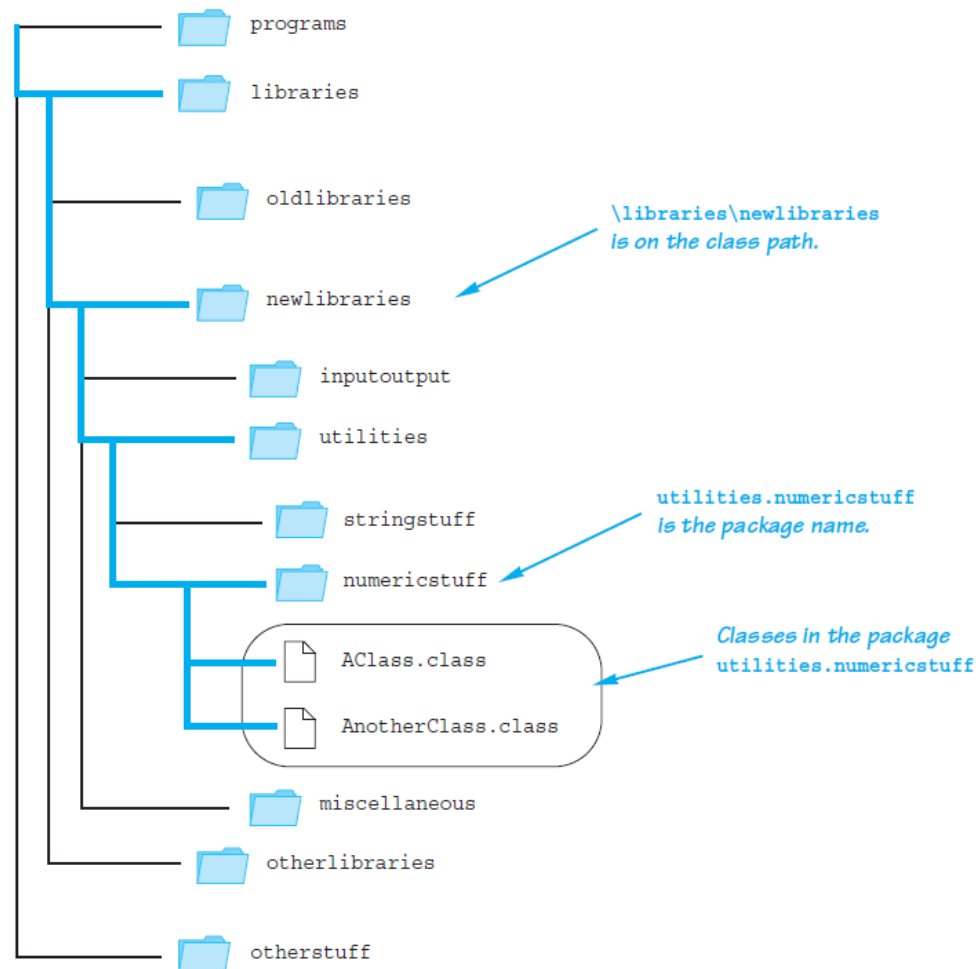 programs
libraries
oldlibraries
\libraries\newlibraries
is on the class path.
newlibraries
inputoutput
utilities
utilities.numericstuff
is the package name.
stringstuff
numericstuff
Classes in the package
utilities.numericstuff
AClass.class
AnotherClass.class
miscellaneous
otherlibraries
otherstuff